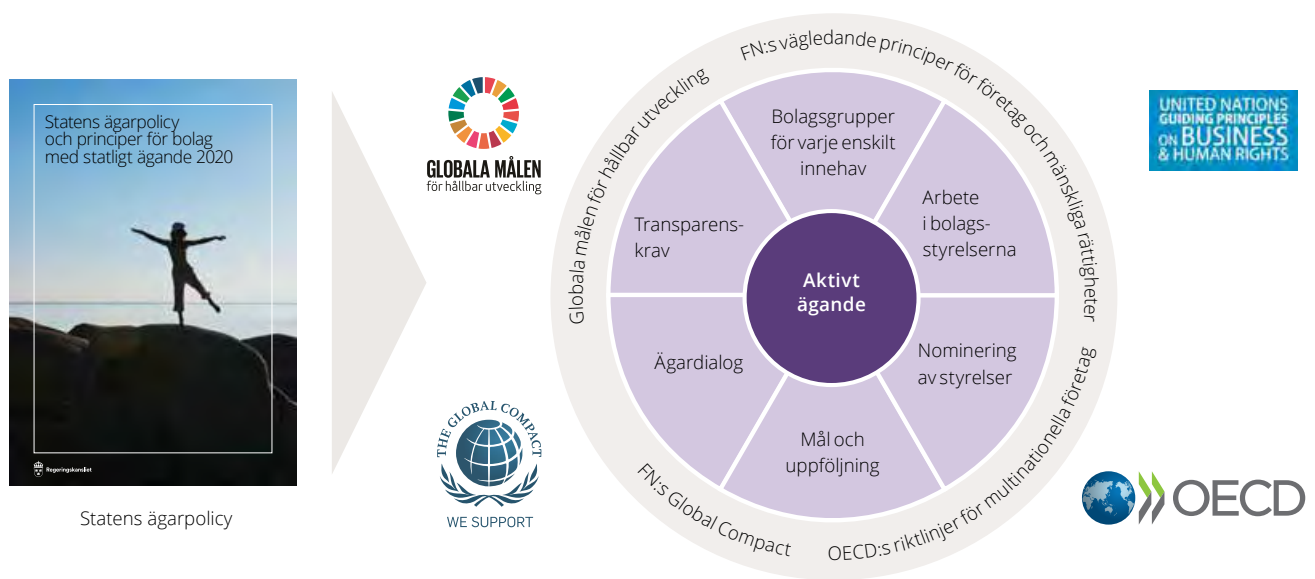 Statens ägarpolicy
och principer för bolag
med statligt ägande 2020
Regeringskansliet
Statens ägarpolicy
GLOBALA MÅLEN
för hållbar utveckling
THE GLOBAL COMPACT
WE SUPPORT
Globala målen för hållbar utveckling
FN:s vägledande principer för företag och mänskliga rättigheter
OECD:s riktlinjer för multinationella företag
FN:s Global Compact
Bolagsgrupper
för varje enskilt
innehav
Arbete
i bolags-
styrelserna
Nominering
av styrelser
Mål och
uppföljning
Ägardialog
Transparens-
krav
Aktivt
ägande
UNITED NATIONS
GUIDING PRINCIPLES
ON BUSINESS
& HUMAN RIGHTS
OECD